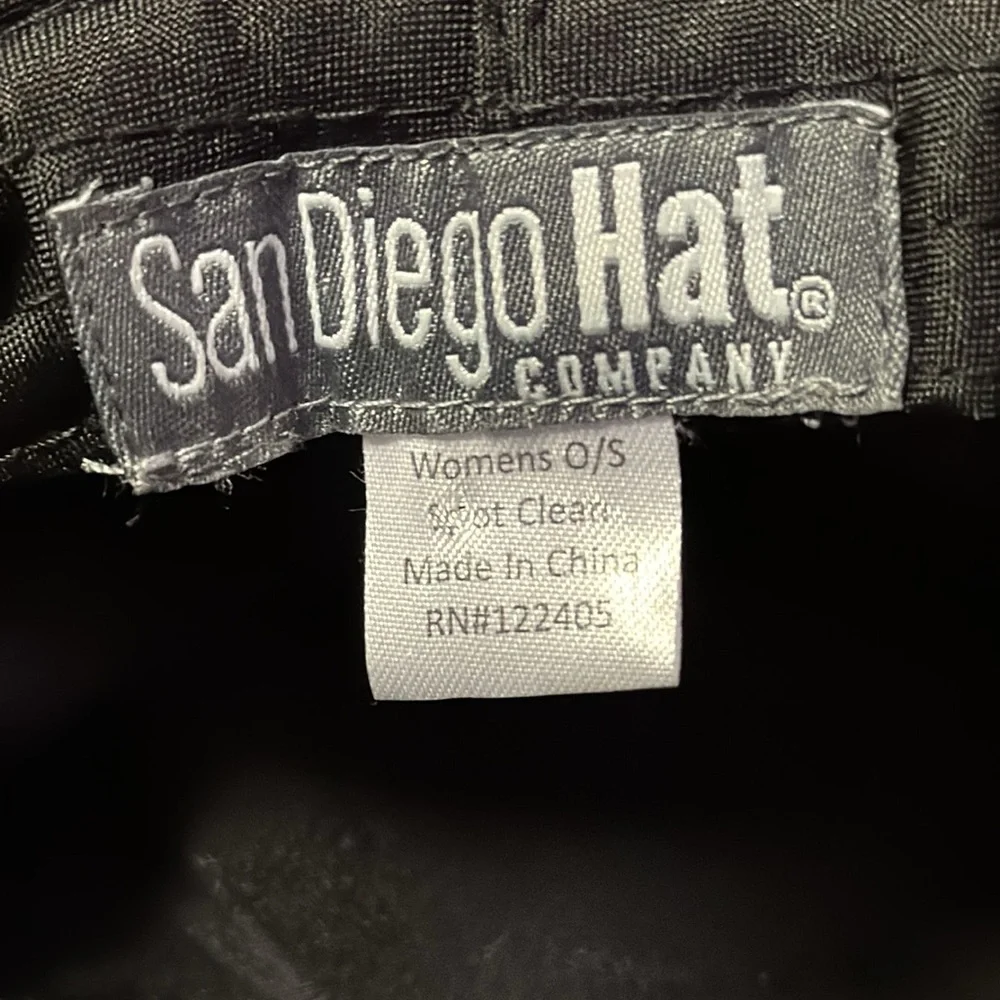 San Diego Hat®
COMPANY
Womens O/S
Spot Clean
Made In China
RN#122405